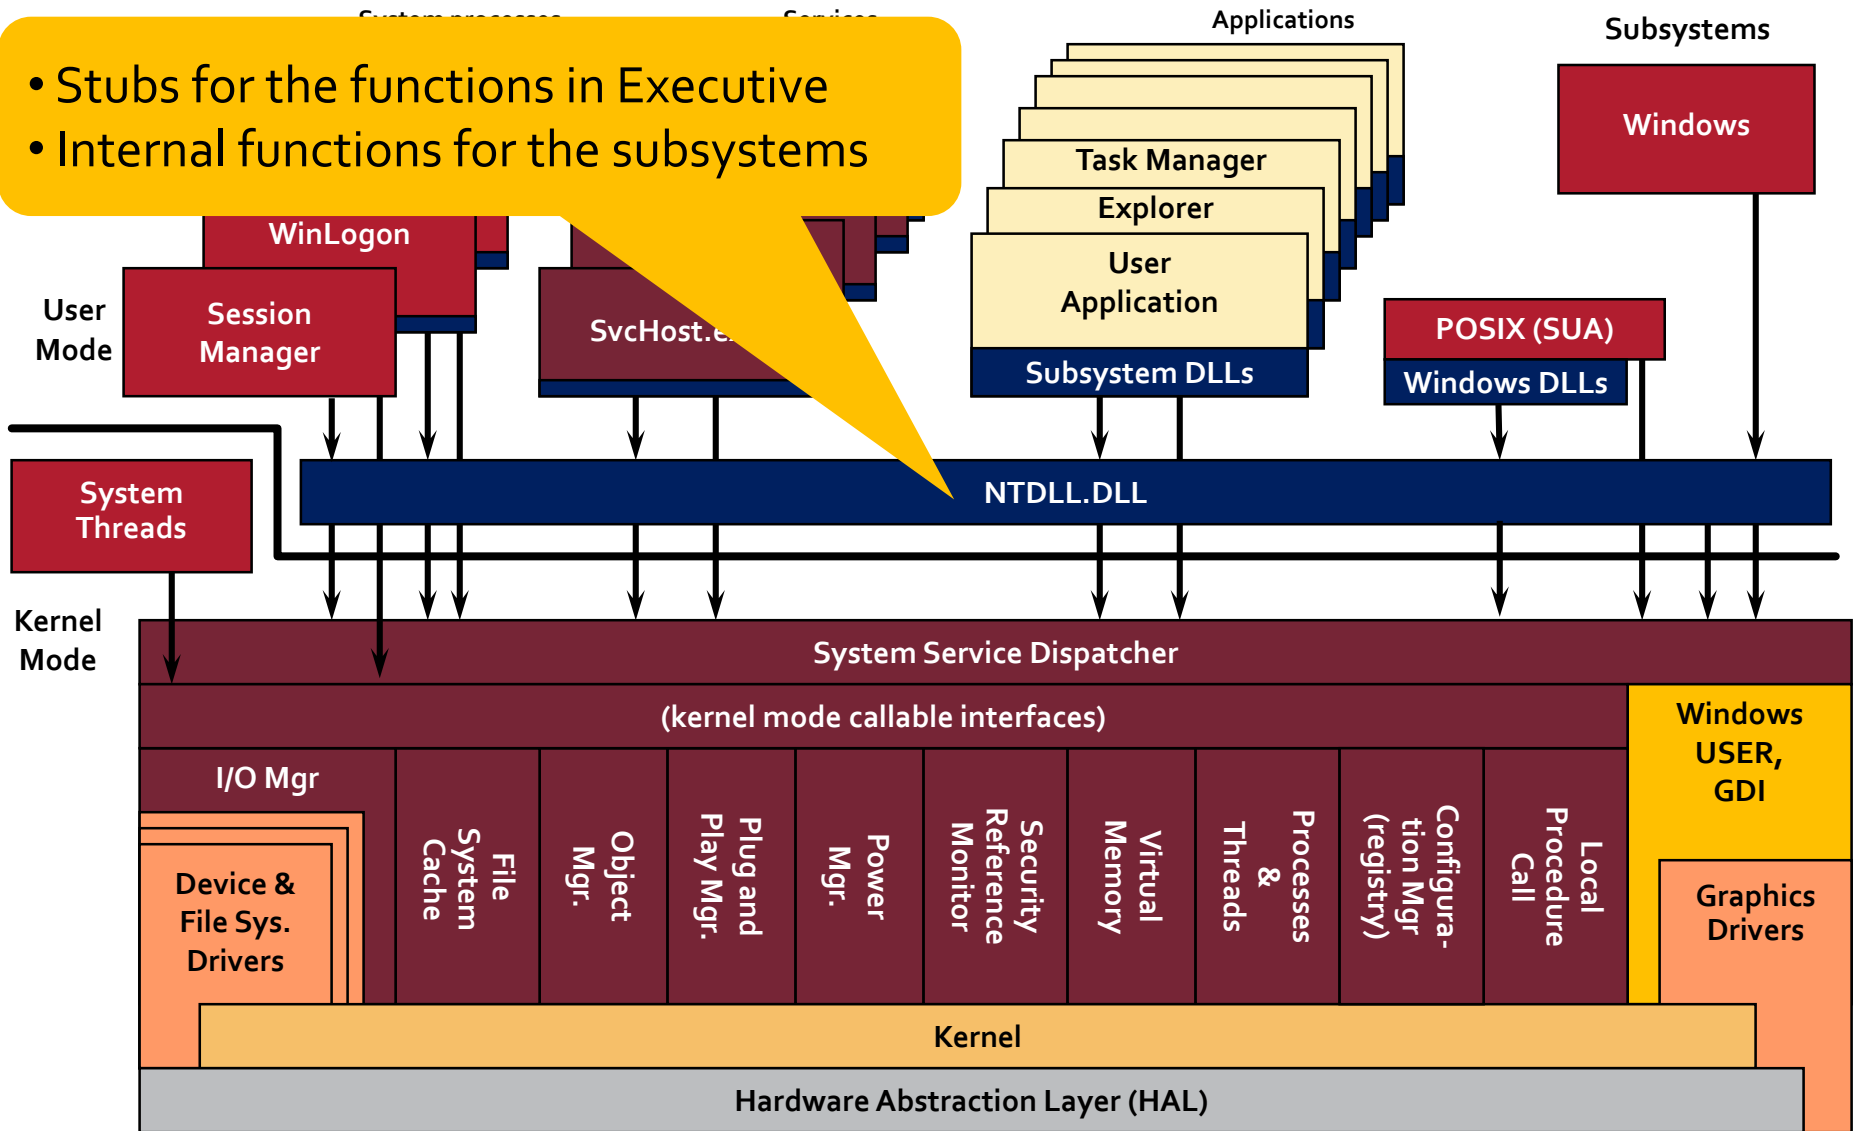 Applications
Subsystems
• Stubs for the functions in Executive
• Internal functions for the subsystems
Windows
Task Manager
Explorer
User
Application
Subsystem DLLs
WinLogon
Session
Manager
User
Mode
POSIX (SUA)
Windows DLLs
System
Threads
NTDLL.DLL
Kernel
Mode
System Service Dispatcher
(kernel mode callable interfaces)
Windows
USER,
GDI
I/O Mgr
File
System
Cache
Object
Mgr.
Plug and
Play Mgr.
Power
Mgr.
Security
Reference
Monitor
Virtual
Memory
Processes
&
Threads
Configura-
tion Mgr
(registry)
Local
Procedure
Call
Device &
File Sys.
Drivers
Graphics
Drivers
Kernel
Hardware Abstraction Layer (HAL)